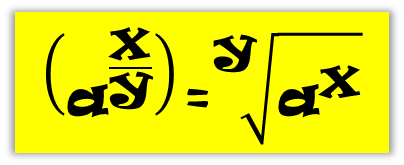 (a^(x/y)) = ʸ√(aˣ)